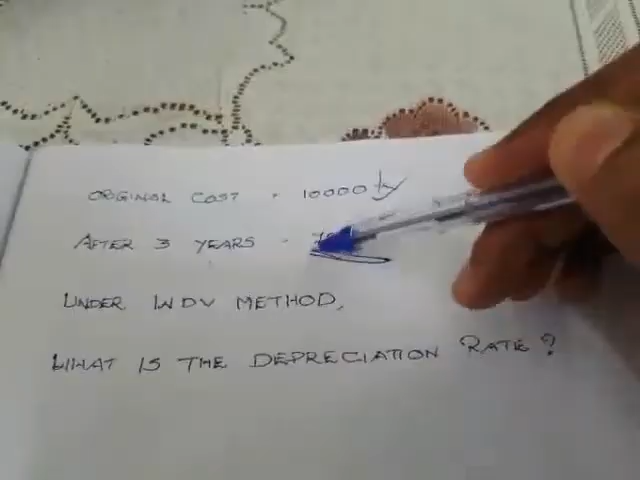 ORIGINAL COST - 10000/-
AFTER 3 YEARS -
UNDER WDV METHOD,
WHAT IS THE DEPRECIATION RATE?